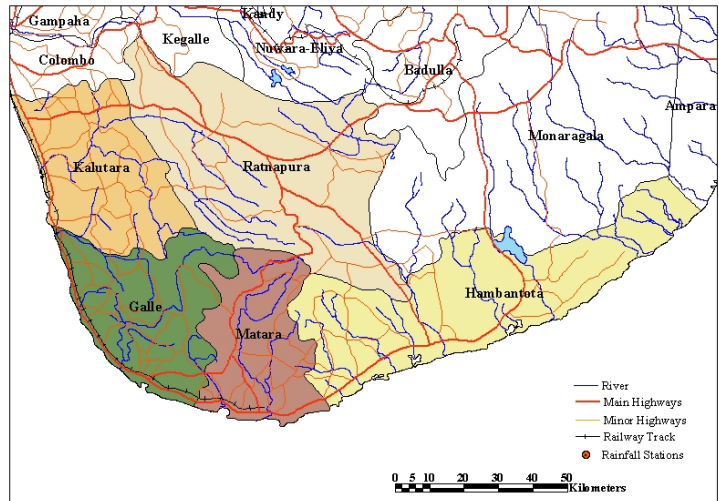 Gampaha
Kandy
Kegalle
Nuwara-Eliya
Colombo
Badulla
Ampara
Monaragala
Kalutara
Ratnapura
Hambantota
Galle
Matara
River
Main Highways
Minor Highways
Railway Track
Rainfall Stations
0 5 10 20 30 40 50
Kilometers